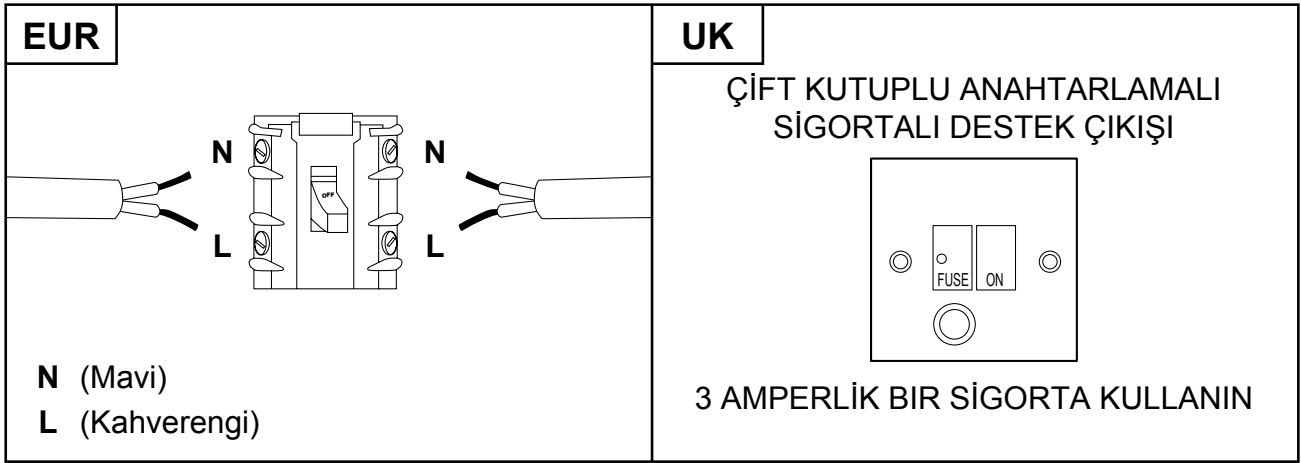 EUR
N
N
OFF
L
L
N (Mavi)
L (Kahverengi)
UK
ÇİFT KUTUPLU ANAHTARLAMALI
SİGORTALI DESTEK ÇIKIŞI
FUSE ON
3 AMPERLİK BIR SİGORTA KULLANIN